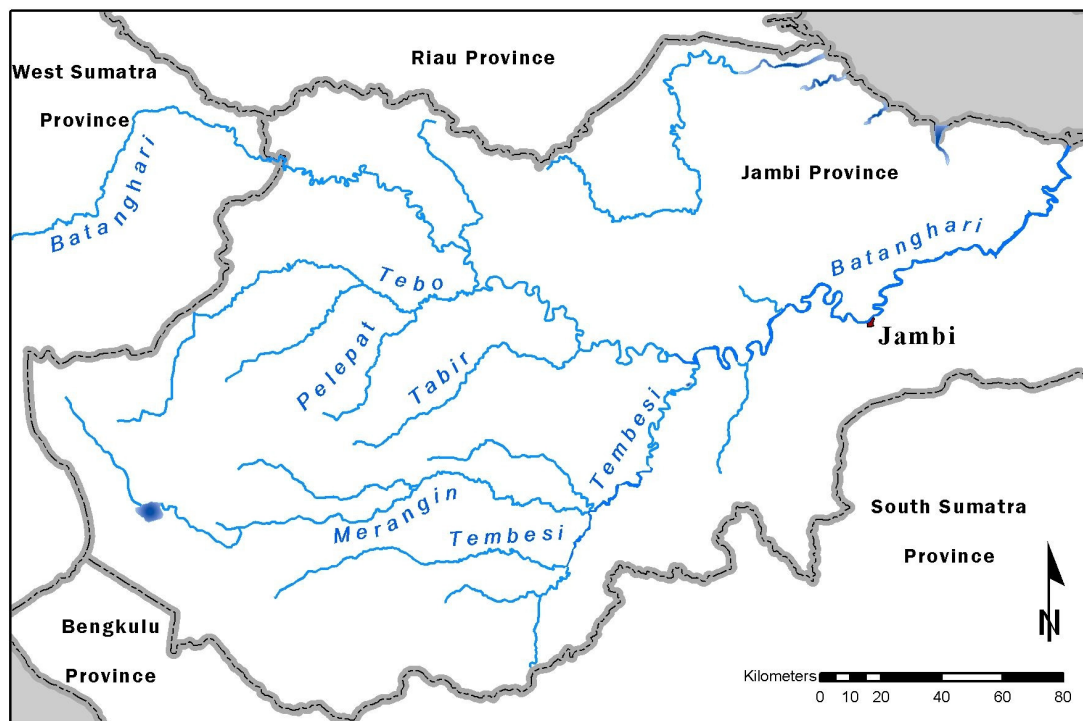 Riau Province
West Sumatra
Province
Batanghari
Jambi Province
Batanghari
Tebo
Jambi
Pelepat
Tabir
Tembesi
Merangin
Tembesi
South Sumatra
Province
N
Bengkulu
Province
Kilometers
0 10 20 40 60 80